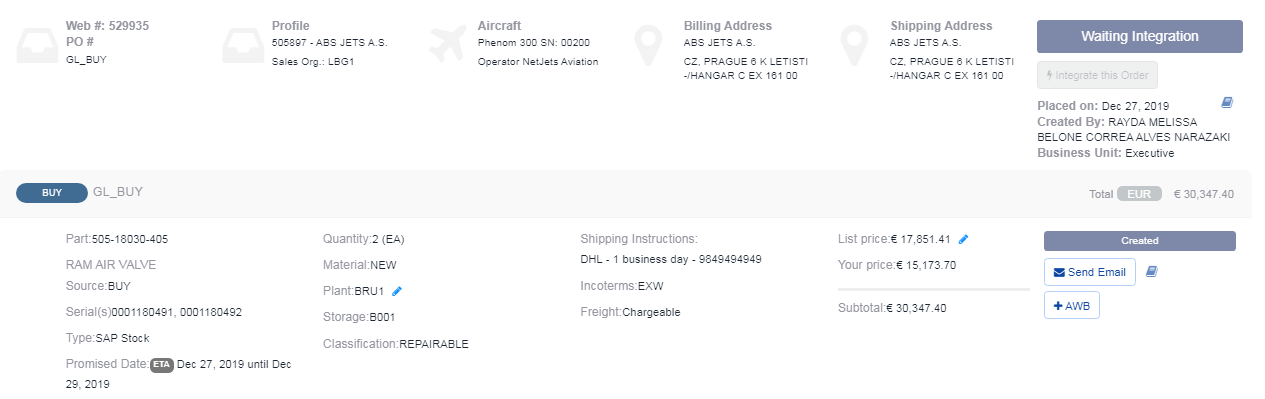 Web #: 529935
PO #
GL_BUY
Profile
505897 - ABS JETS A.S.
Sales Org.: LBG1
Aircraft
Phenom 300 SN: 00200
Operator NetJets Aviation
Billing Address
ABS JETS A.S.
CZ, PRAGUE 6 K LETISTI
-/HANGAR C EX 161 00
Shipping Address
ABS JETS A.S.
CZ, PRAGUE 6 K LETISTI
-/HANGAR C EX 161 00
Waiting Integration
Integrate this Order
Placed on: Dec 27, 2019
Created By: RAYDA MELISSA
BELONE CORREA ALVES NARAZAKI
Business Unit: Executive
BUY GL_BUY
Total EUR € 30,347.40
Part:505-18030-405
RAM AIR VALVE
Source:BUY
Serial(s)0001180491, 0001180492
Type:SAP Stock
Promised Date:ETA Dec 27, 2019 until Dec
29, 2019
Quantity:2 (EA)
Material:NEW
Plant:BRU1
Storage:B001
Classification:REPAIRABLE
Shipping Instructions:
DHL - 1 business day - 9849494949
Incoterms:EXW
Freight:Chargeable
List price:€ 17,851.41
Your price:€ 15,173.70
Subtotal:€ 30,347.40
Created
Send Email
+ AWB